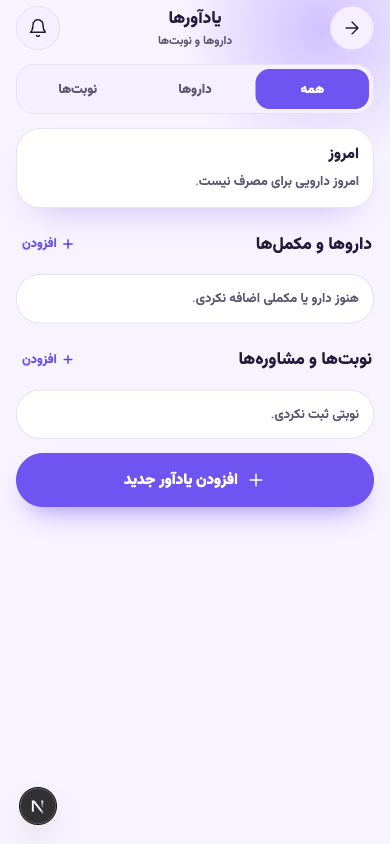 یادآورها
داروها و نوبت‌ها
همه
داروها
نوبت‌ها
امروز
امروز دارویی برای مصرف نیست.
داروها و مکمل‌ها
+ افزودن
هنوز دارو یا مکملی اضافه نکردی.
نوبت‌ها و مشاوره‌ها
+ افزودن
نوبتی ثبت نکردی.
+ افزودن یادآور جدید
N